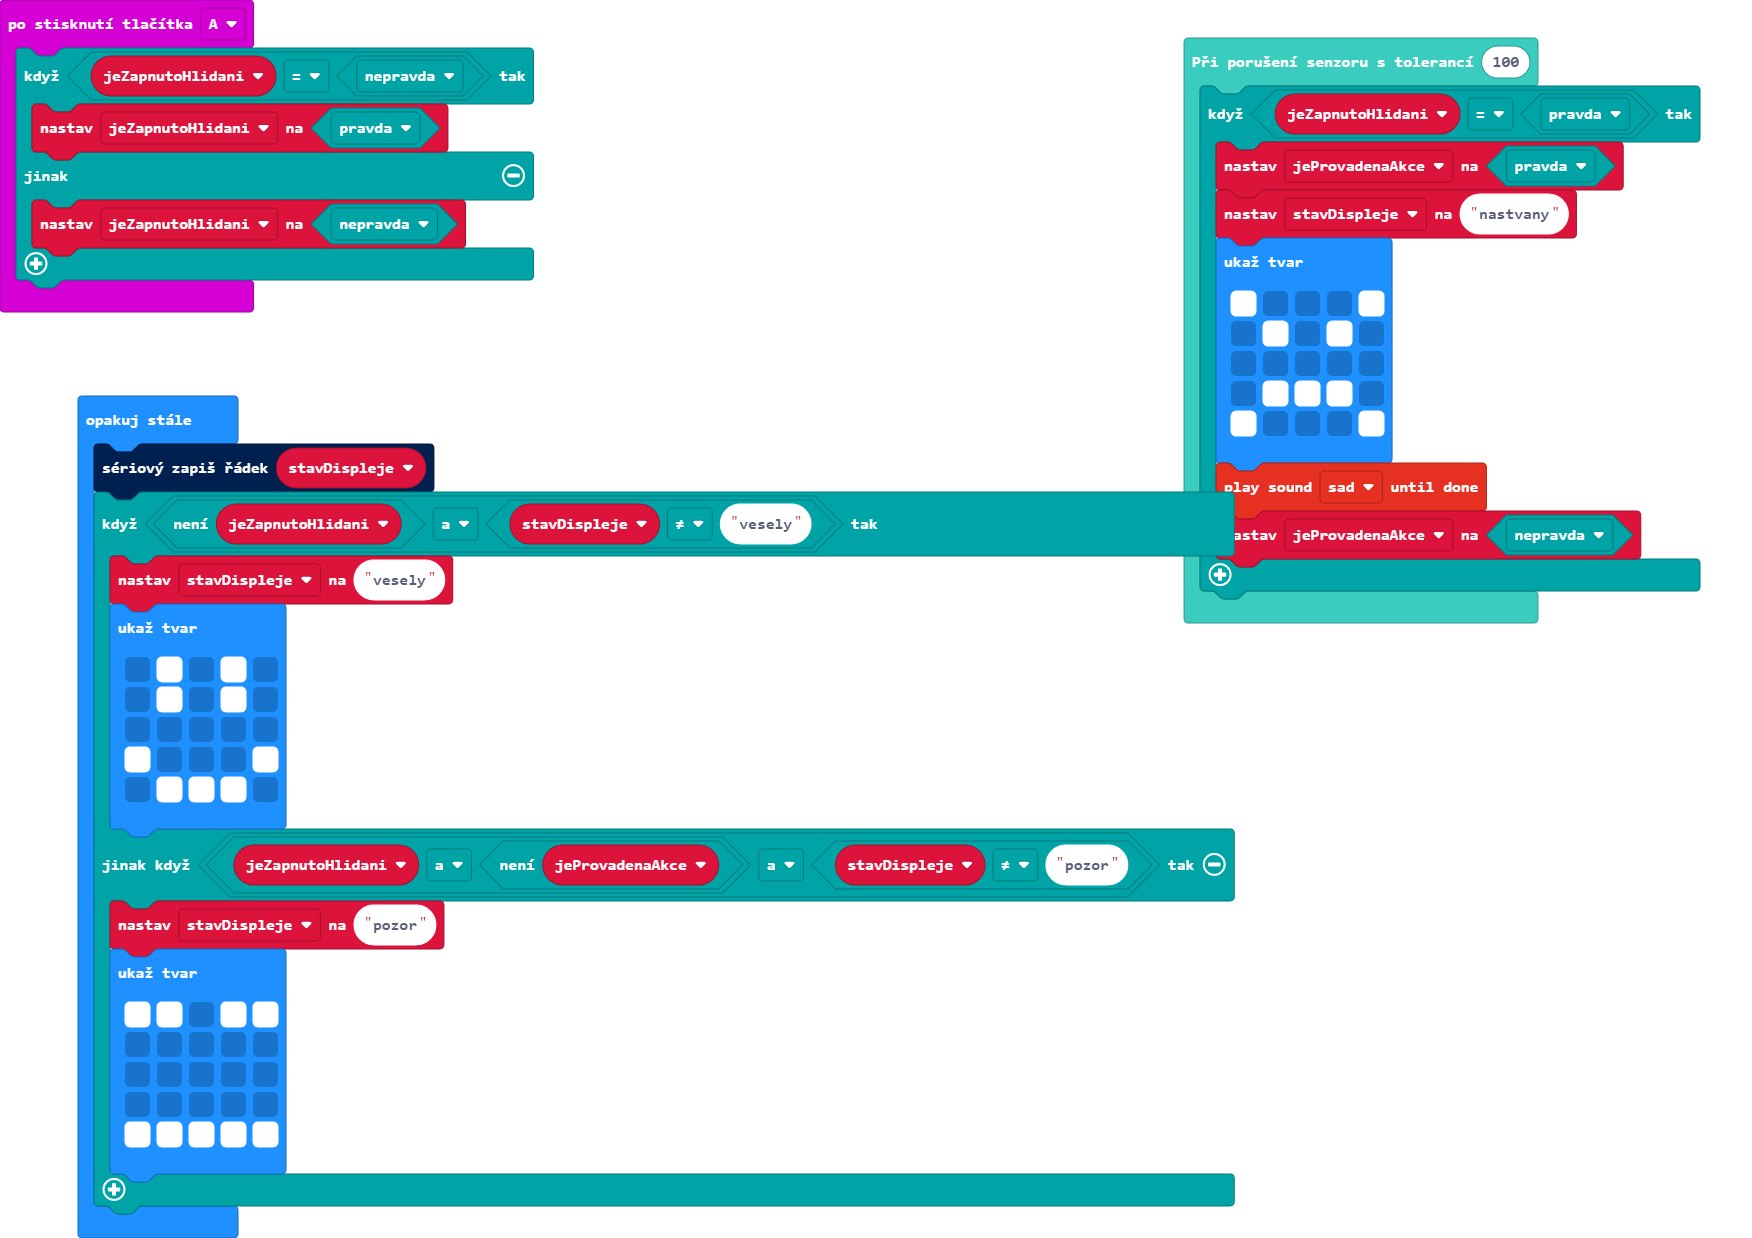 po stisknutí tlačítka A
když jeZapnutoHlidani = nepravda tak
nastav jeZapnutoHlidani na pravda
jinak
nastav jeZapnutoHlidani na nepravda
Při porušení senzoru s tolerancí 100
když jeZapnutoHlidani = pravda tak
nastav jeProvadenaAkce na pravda
nastav stavDispleje na "nastvany"
ukaž tvar
play sound sad until done
astav jeProvadenaAkce na nepravda
opakuj stále
sériový zapiš řádek stavDispleje
když není jeZapnutoHlidani a stavDispleje ≠ "vesely" tak
nastav stavDispleje na "vesely"
ukaž tvar
jinak když jeZapnutoHlidani a není jeProvadenaAkce a stavDispleje ≠ "pozor" tak
nastav stavDispleje na "pozor"
ukaž tvar